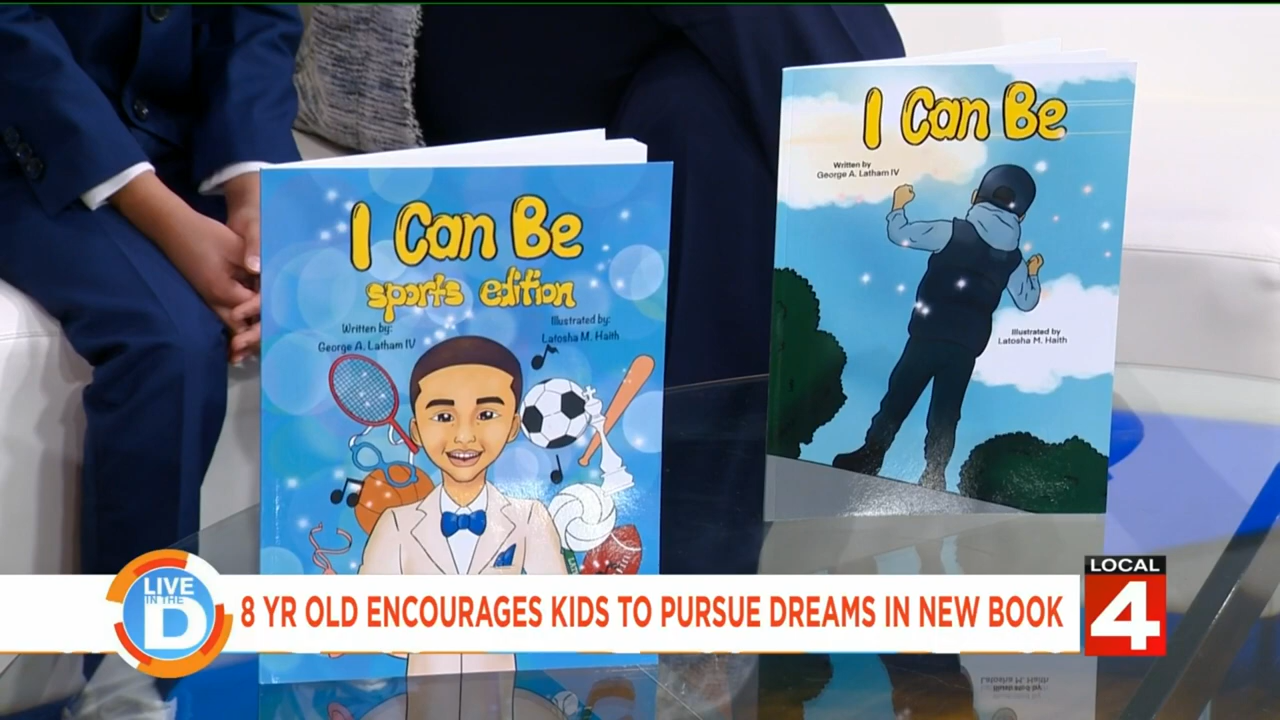 I Can Be
sports edition
Written by:
George A. Latham IV
Illustrated by:
Latosha M. Haith
I Can Be
Written by
George A. Latham IV
Illustrated by
Latosha M. Haith
LIVE
IN THE
D
8 YR OLD ENCOURAGES KIDS TO PURSUE DREAMS IN NEW BOOK
LOCAL
4